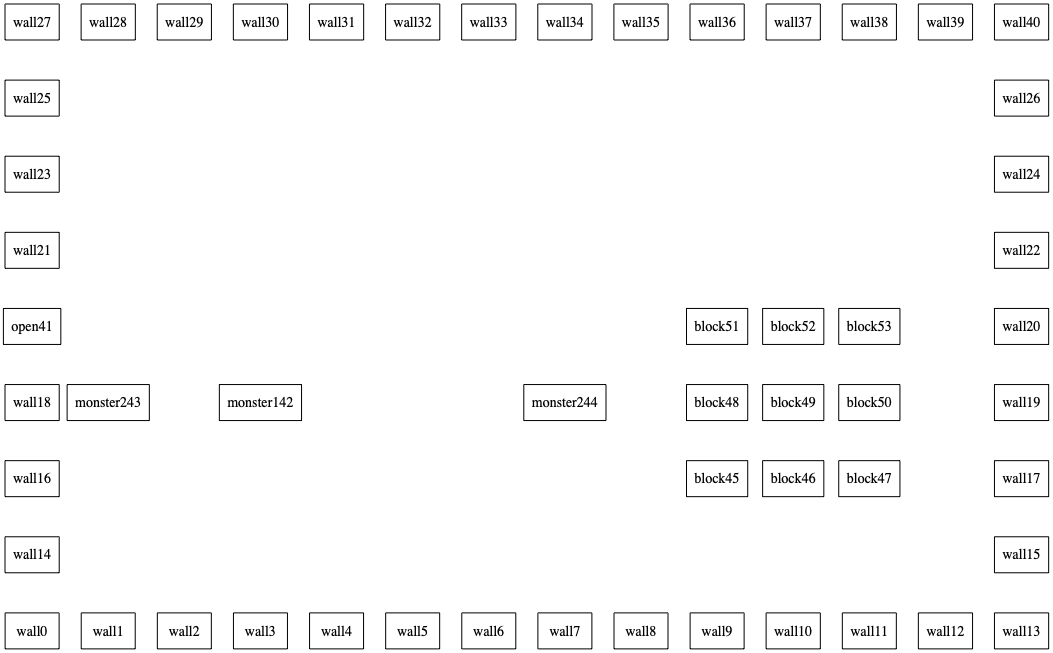 wall27 wall28 wall29 wall30 wall31 wall32 wall33 wall34 wall35 wall36 wall37 wall38 wall39 wall40
wall25 wall26
wall23 wall24
wall21 wall22
open41 block51 block52 block53 wall20
wall18 monster243 monster142 monster244 block48 block49 block50 wall19
wall16 block45 block46 block47 wall17
wall14 wall15
wall0 wall1 wall2 wall3 wall4 wall5 wall6 wall7 wall8 wall9 wall10 wall11 wall12 wall13